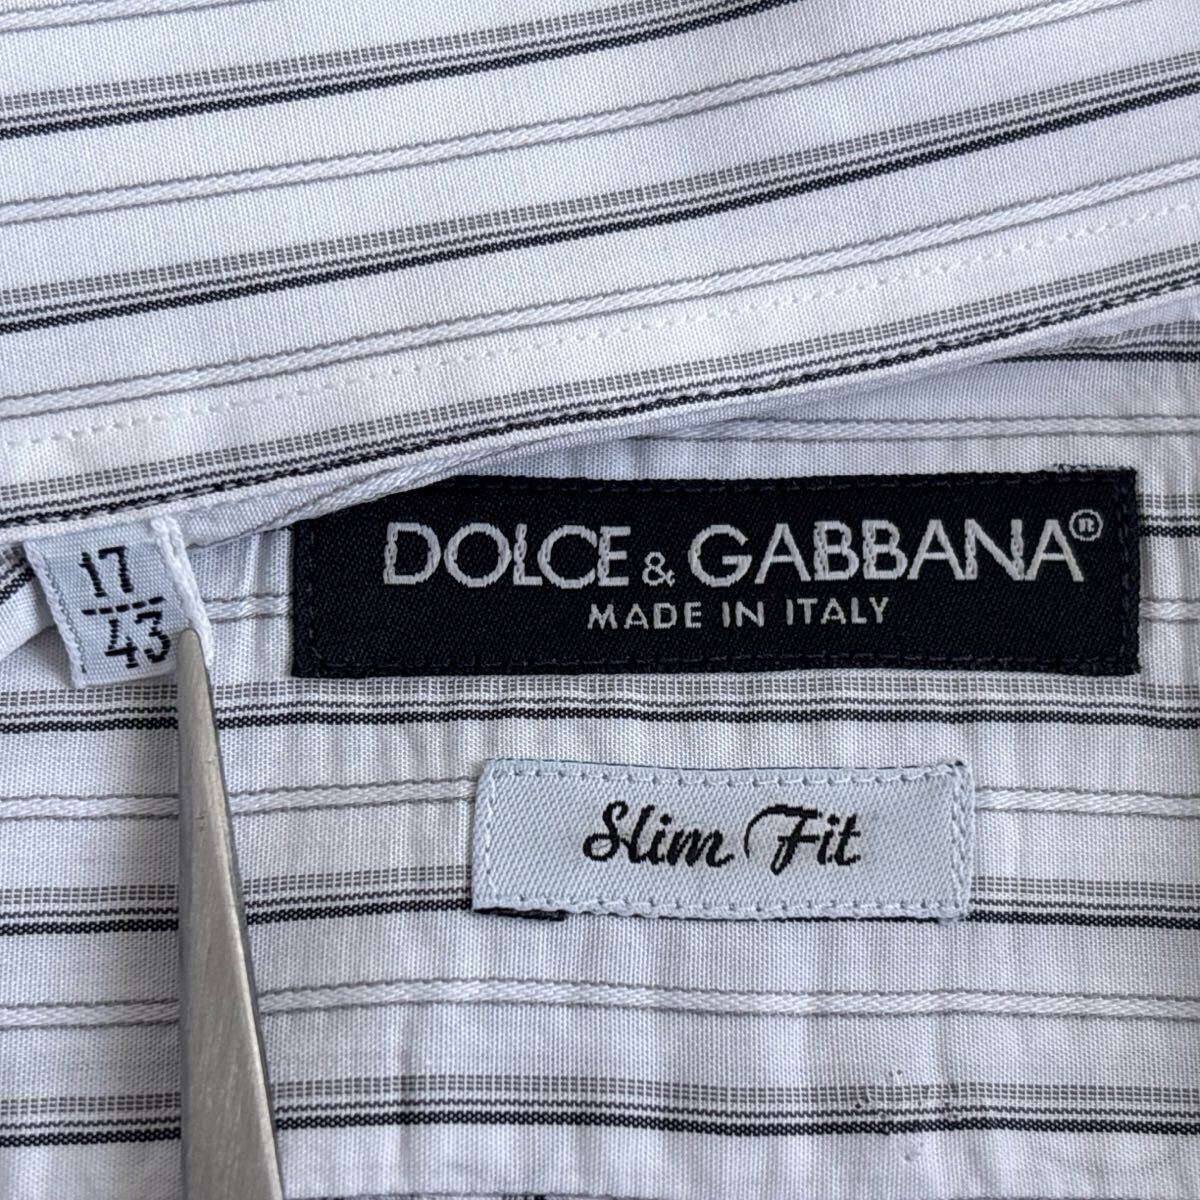 17
43
DOLCE & GABBANA®
MADE IN ITALY
Slim Fit